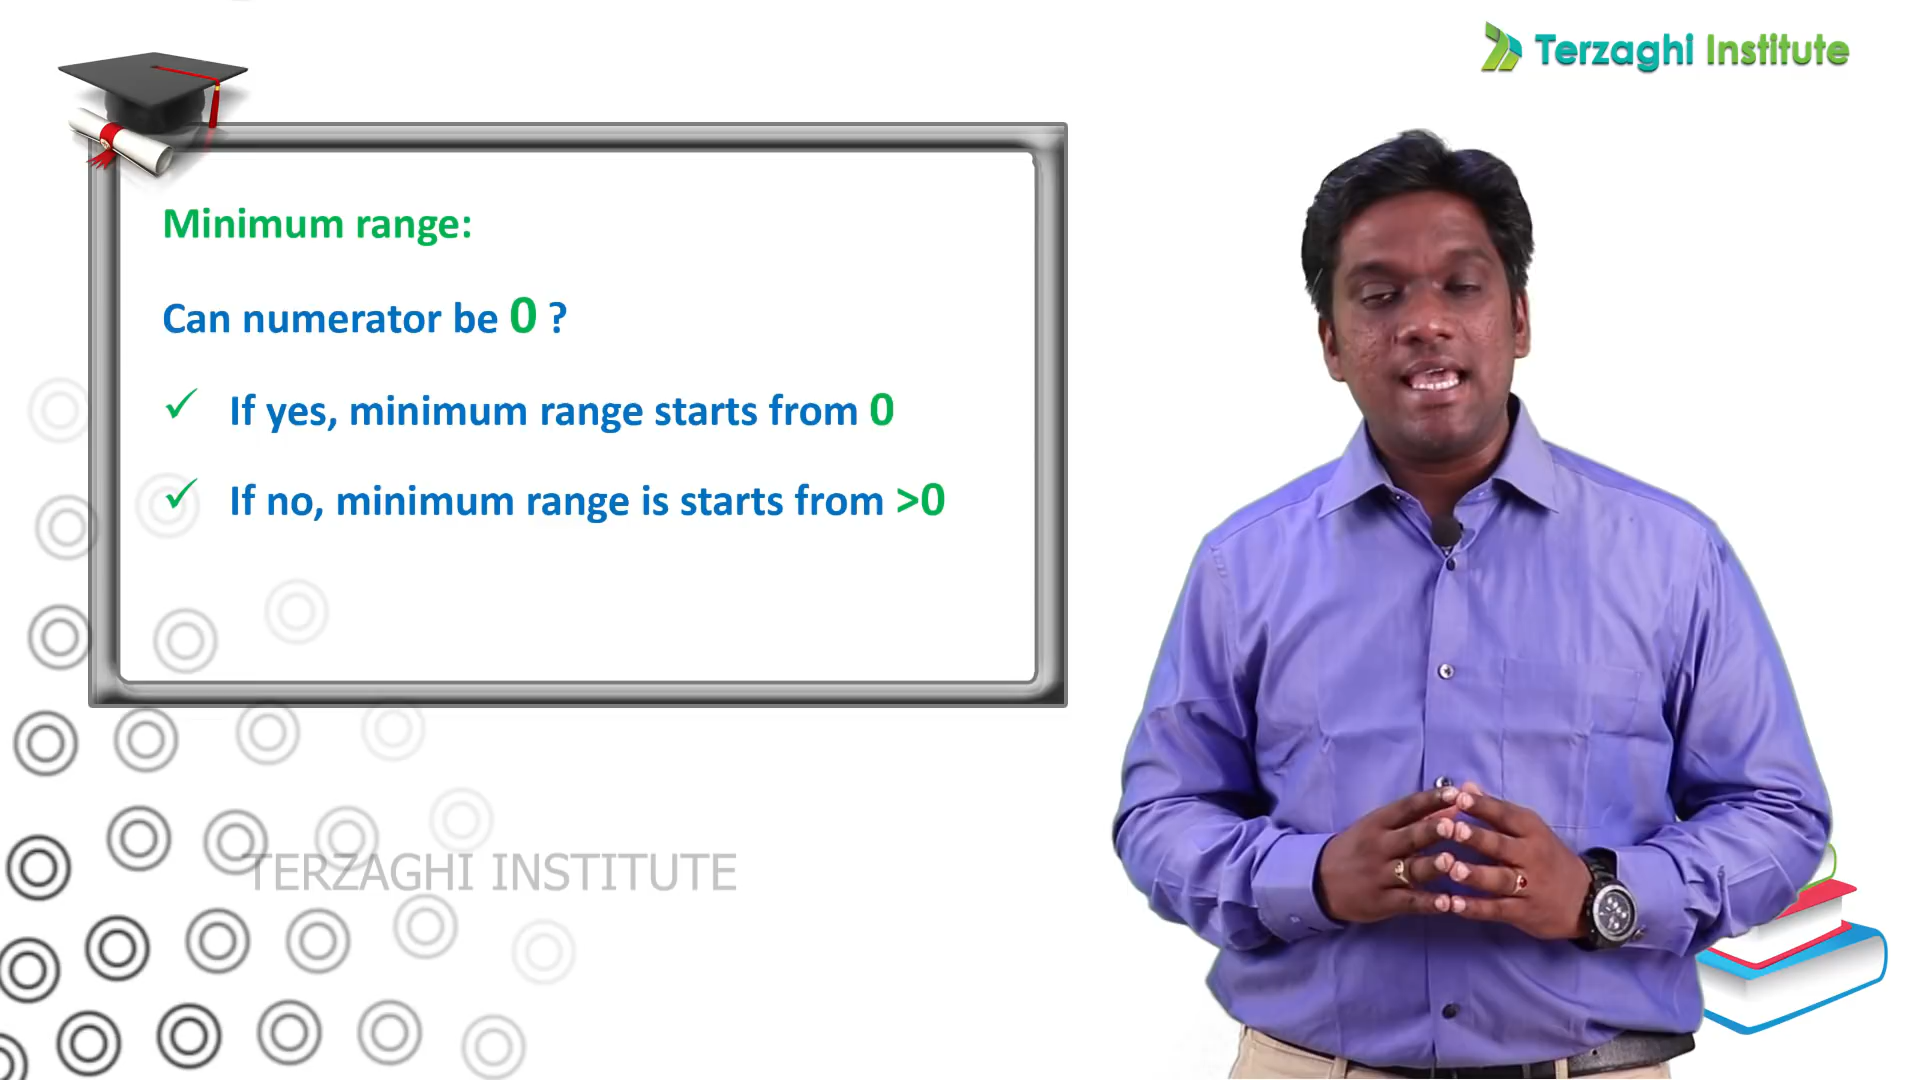 Terzaghi Institute
Minimum range:
Can numerator be 0 ?
✓ If yes, minimum range starts from 0
✓ If no, minimum range is starts from >0
TERZAGHI INSTITUTE